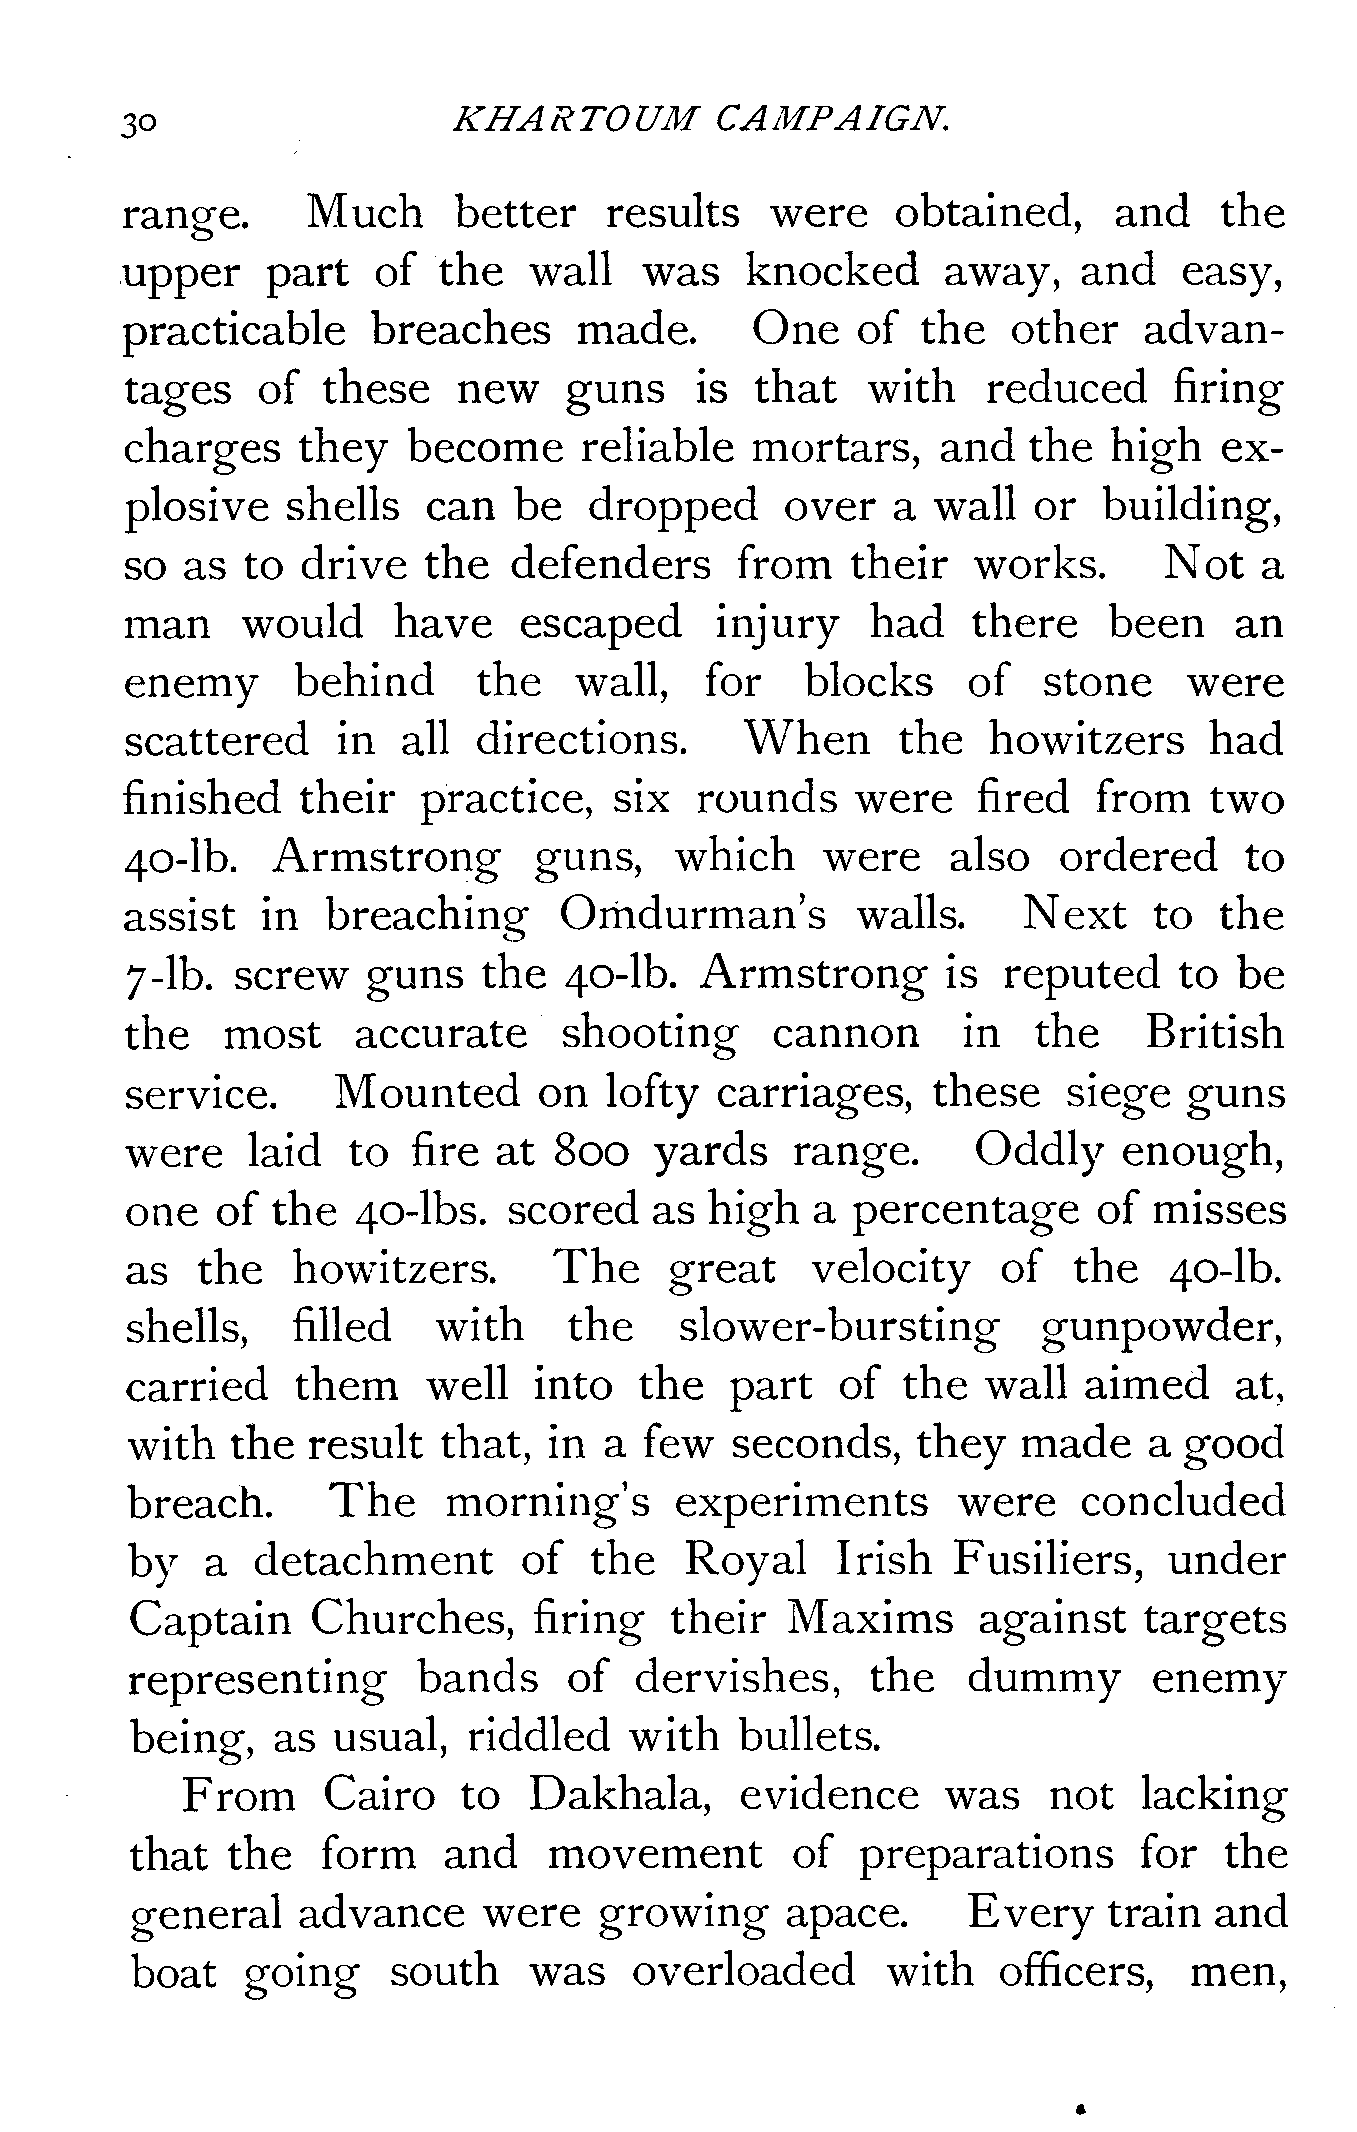 30 KHARTOUM CAMPAIGN.
range. Much better results were obtained, and the
upper part of the wall was knocked away, and easy,
practicable breaches made. One of the other advan-
tages of these new guns is that with reduced firing
charges they become reliable mortars, and the high ex-
plosive shells can be dropped over a wall or building,
so as to drive the defenders from their works. Not a
man would have escaped injury had there been an
enemy behind the wall, for blocks of stone were
scattered in all directions. When the howitzers had
finished their practice, six rounds were fired from two
40-lb. Armstrong guns, which were also ordered to
assist in breaching Omdurman's walls. Next to the
7-lb. screw guns the 40-lb. Armstrong is reputed to be
the most accurate shooting cannon in the British
service. Mounted on lofty carriages, these siege guns
were laid to fire at 800 yards range. Oddly enough,
one of the 40-lbs. scored as high a percentage of misses
as the howitzers. The great velocity of the 40-lb.
shells, filled with the slower-bursting gunpowder,
carried them well into the part of the wall aimed at,
with the result that, in a few seconds, they made a good
breach. The morning's experiments were concluded
by a detachment of the Royal Irish Fusiliers, under
Captain Churches, firing their Maxims against targets
representing bands of dervishes, the dummy enemy
being, as usual, riddled with bullets.
From Cairo to Dakhala, evidence was not lacking
that the form and movement of preparations for the
general advance were growing apace. Every train and
boat going south was overloaded with officers, men,